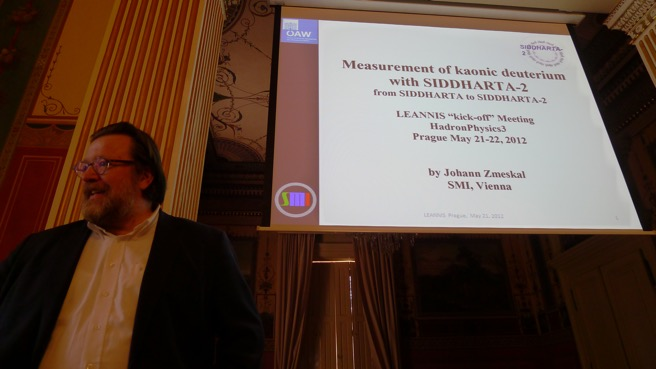 ÖAW
SIDDHARTA-
2
Measurement of kaonic deuterium
with SIDDHARTA-2
from SIDDHARTA to SIDDHARTA-2
LEANNIS "kick-off" Meeting
HadronPhysics3
Prague May 21-22, 2012
by Johann Zmeskal
SMI, Vienna
smi
LEANNIS, Prague, May 21, 2012